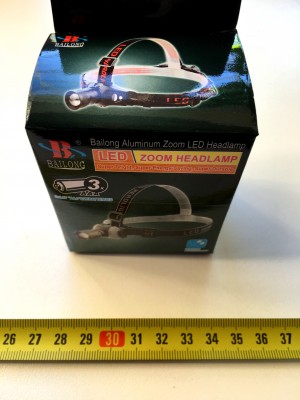 BAILONG
LED
B
BAILONG
Bailong Aluminum Zoom LED Headlamp
LED ZOOM HEADLAMP
3
AAA
26 27 28 29 30 31 32 33 34 35 36 37